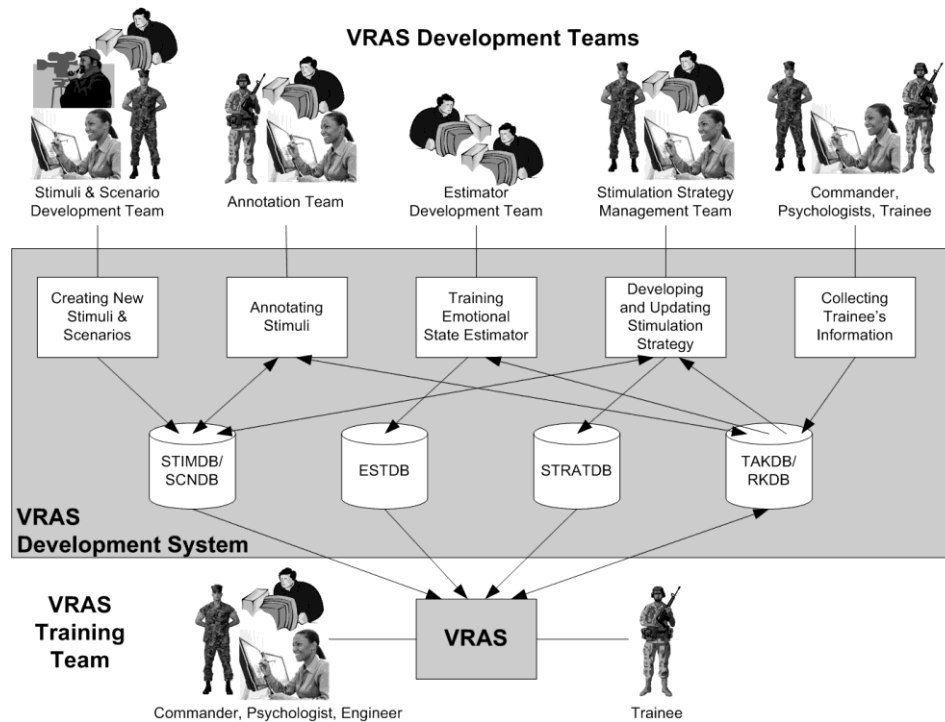 VRAS Development Teams
Stimuli & Scenario
Development Team
Annotation Team
Estimator
Development Team
Stimulation Strategy
Management Team
Commander,
Psychologists, Trainee
Creating New
Stimuli &
Scenarios
Annotating
Stimuli
Training
Emotional
State Estimator
Developing
and Updating
Stimulation
Strategy
Collecting
Trainee's
Information
STIMDB/
SCNDB
ESTDB
STRATDB
TAKDB/
RKDB
VRAS
Development System
VRAS
Training
Team
VRAS
Commander, Psychologist, Engineer
Trainee